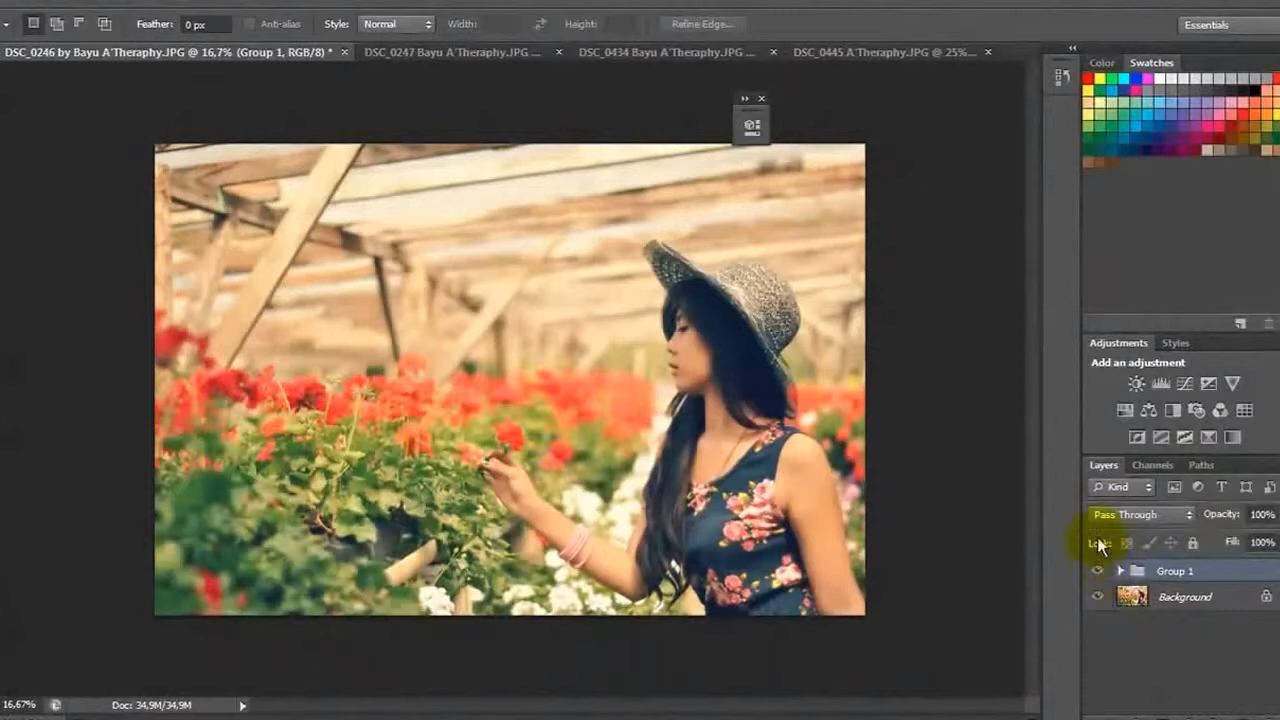 Feather: 0 px Anti-alias Style: Normal Width: Height: Refine Edge... Essentials
DSC_0246 by Bayu A`Theraphy.JPG @ 16,7% (Group 1, RGB/8) * × DSC_0247 Bayu A`Theraphy.JPG ... × DSC_0434 Bayu A`Theraphy.JPG ... × DSC_0445 A`Theraphy.JPG @ 25%... ×
Color Swatches
Adjustments Styles
Add an adjustment
Layers Channels Paths
Kind
Pass Through Opacity: 100%
Lock: Fill: 100%
Group 1
Background
16,67% Doc: 34,9M/34,9M